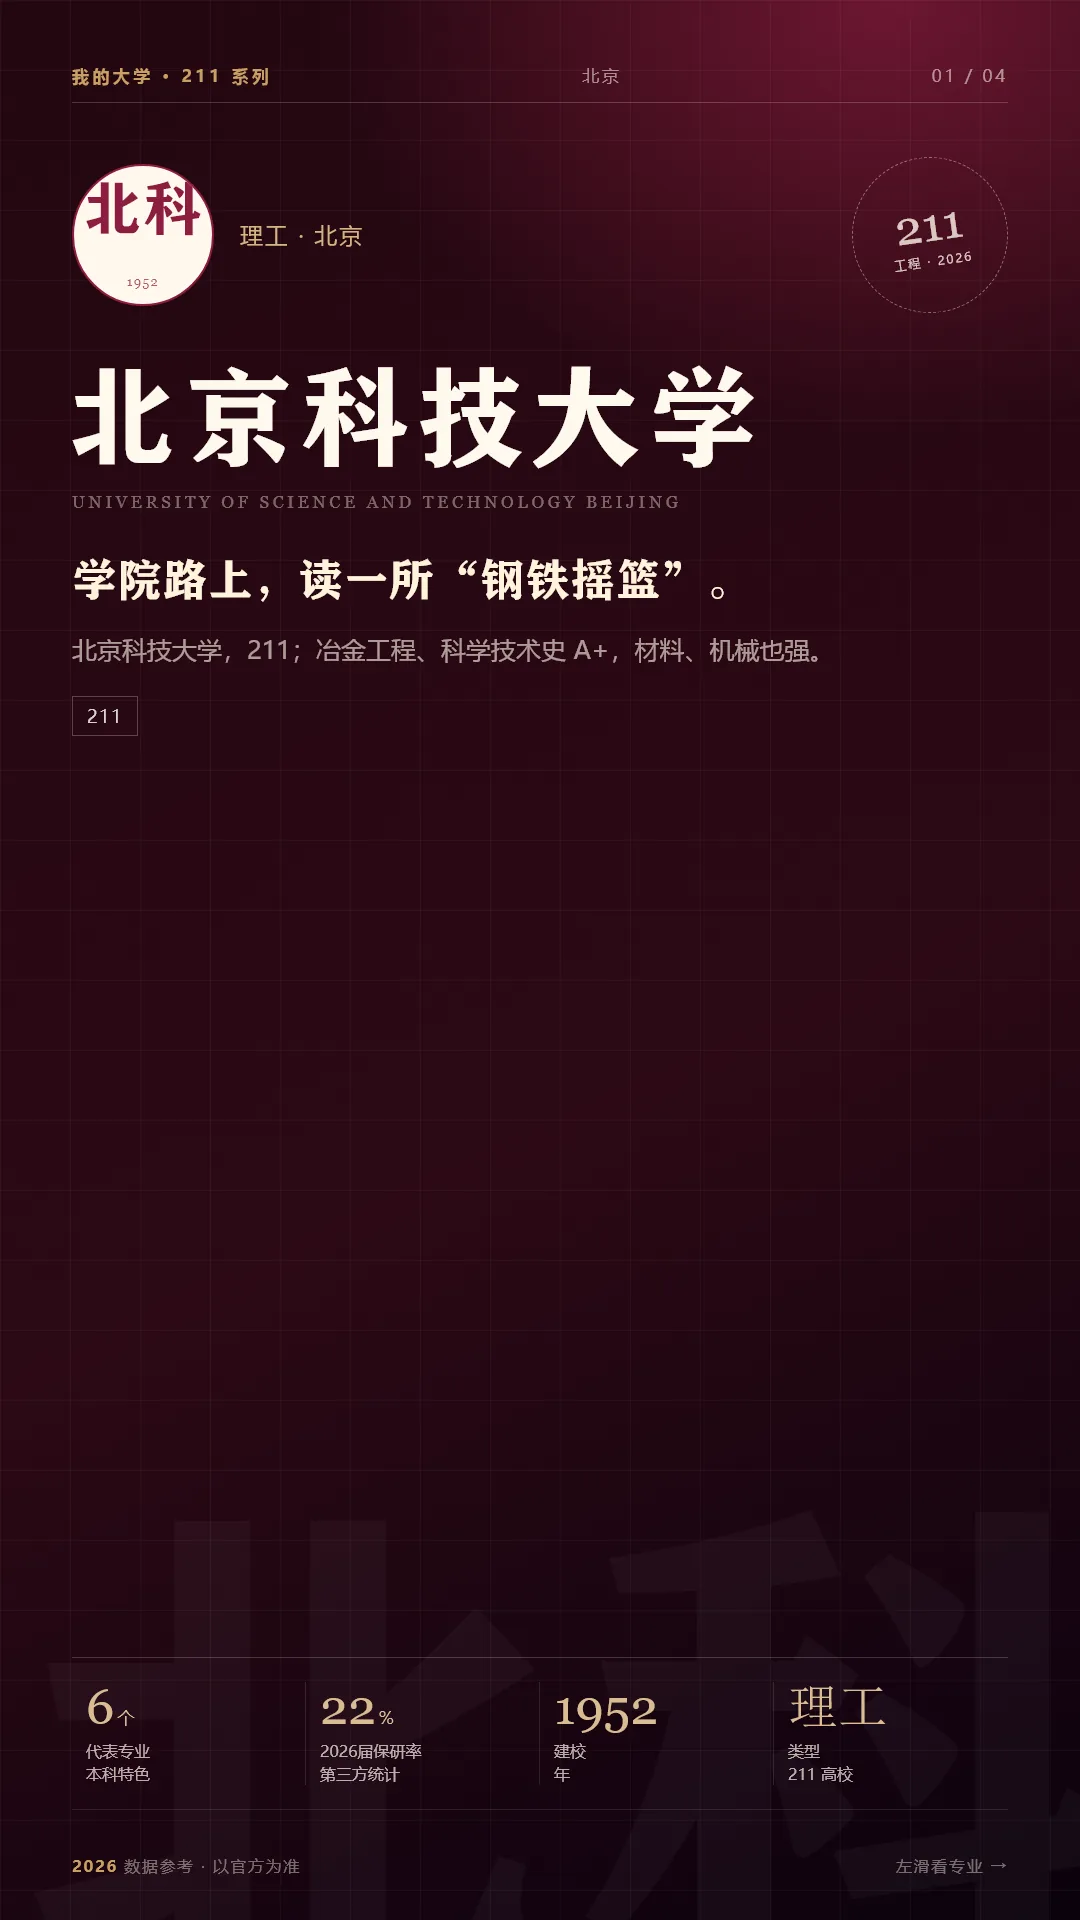 我的大学 · 211 系列
北京
01 / 04
北科
1952
理工 · 北京
211
工程 · 2026
北京科技大学
UNIVERSITY OF SCIENCE AND TECHNOLOGY BEIJING
学院路上，读一所“钢铁摇篮”。
北京科技大学，211；冶金工程、科学技术史 A+，材料、机械也强。
211
北科
6个
代表专业
本科特色
22%
2026届保研率
第三方统计
1952
建校
年
理工
类型
211 高校
2026 数据参考 · 以官方为准
左滑看专业 →